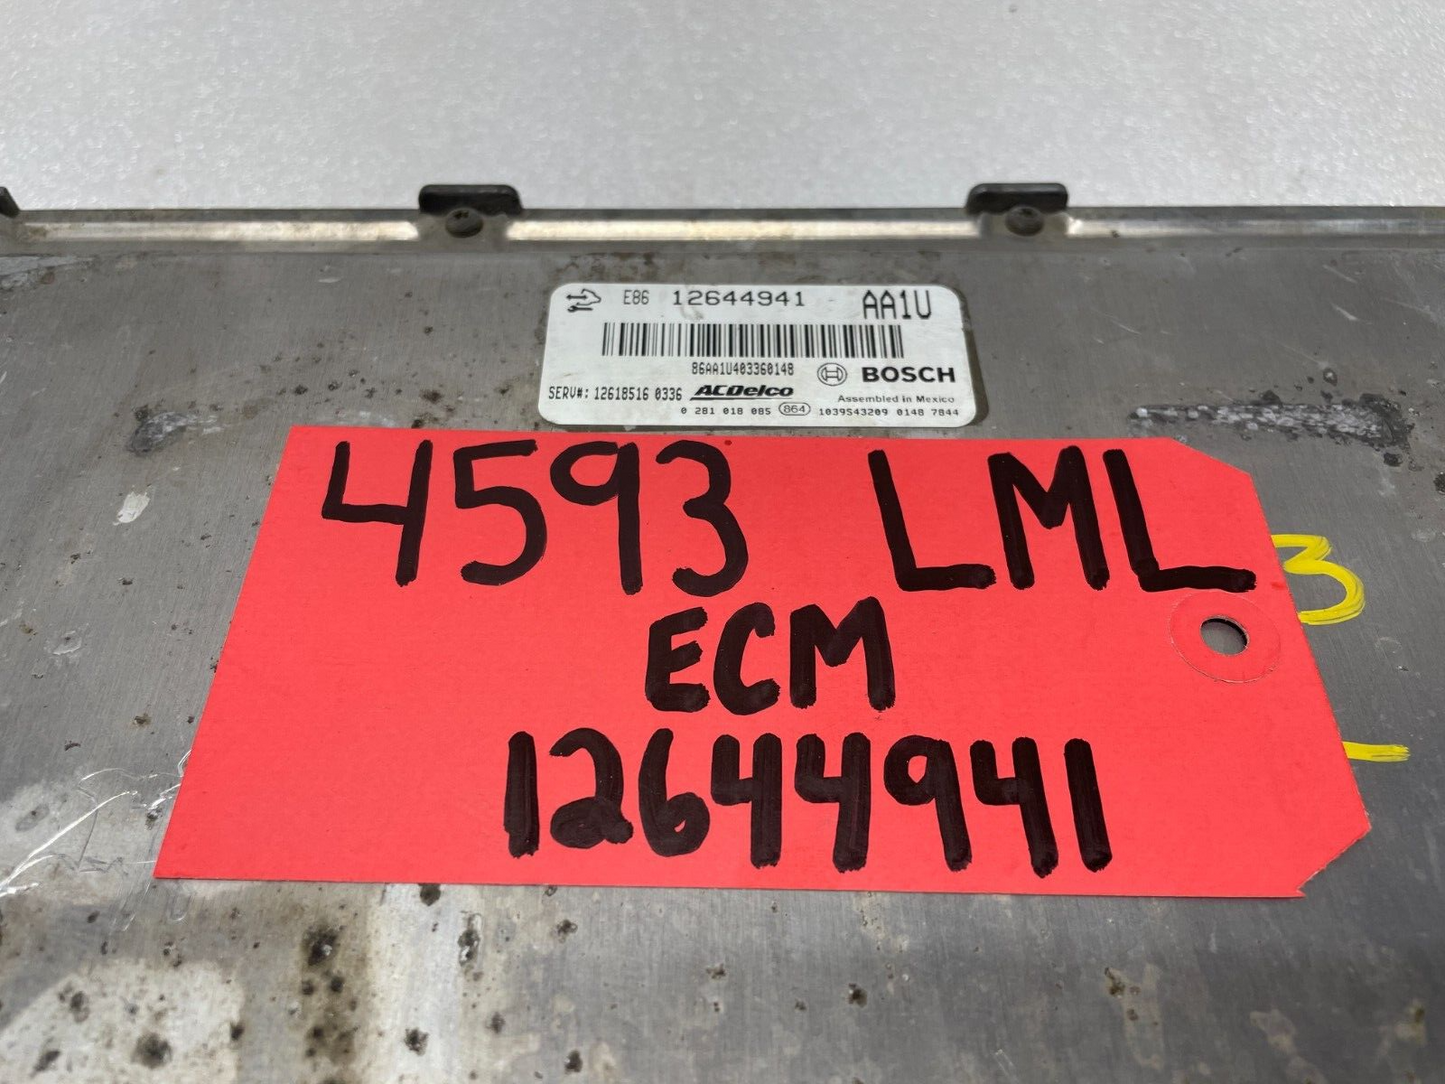 E86 12644941 AA1U
86AA1U403360148
BOSCH
SERV#: 12618516 0336 ACDelco
Assembled in Mexico
0 281 018 085 864 1039S43209 0148 7844
4593 LML
3
ECM
12644941